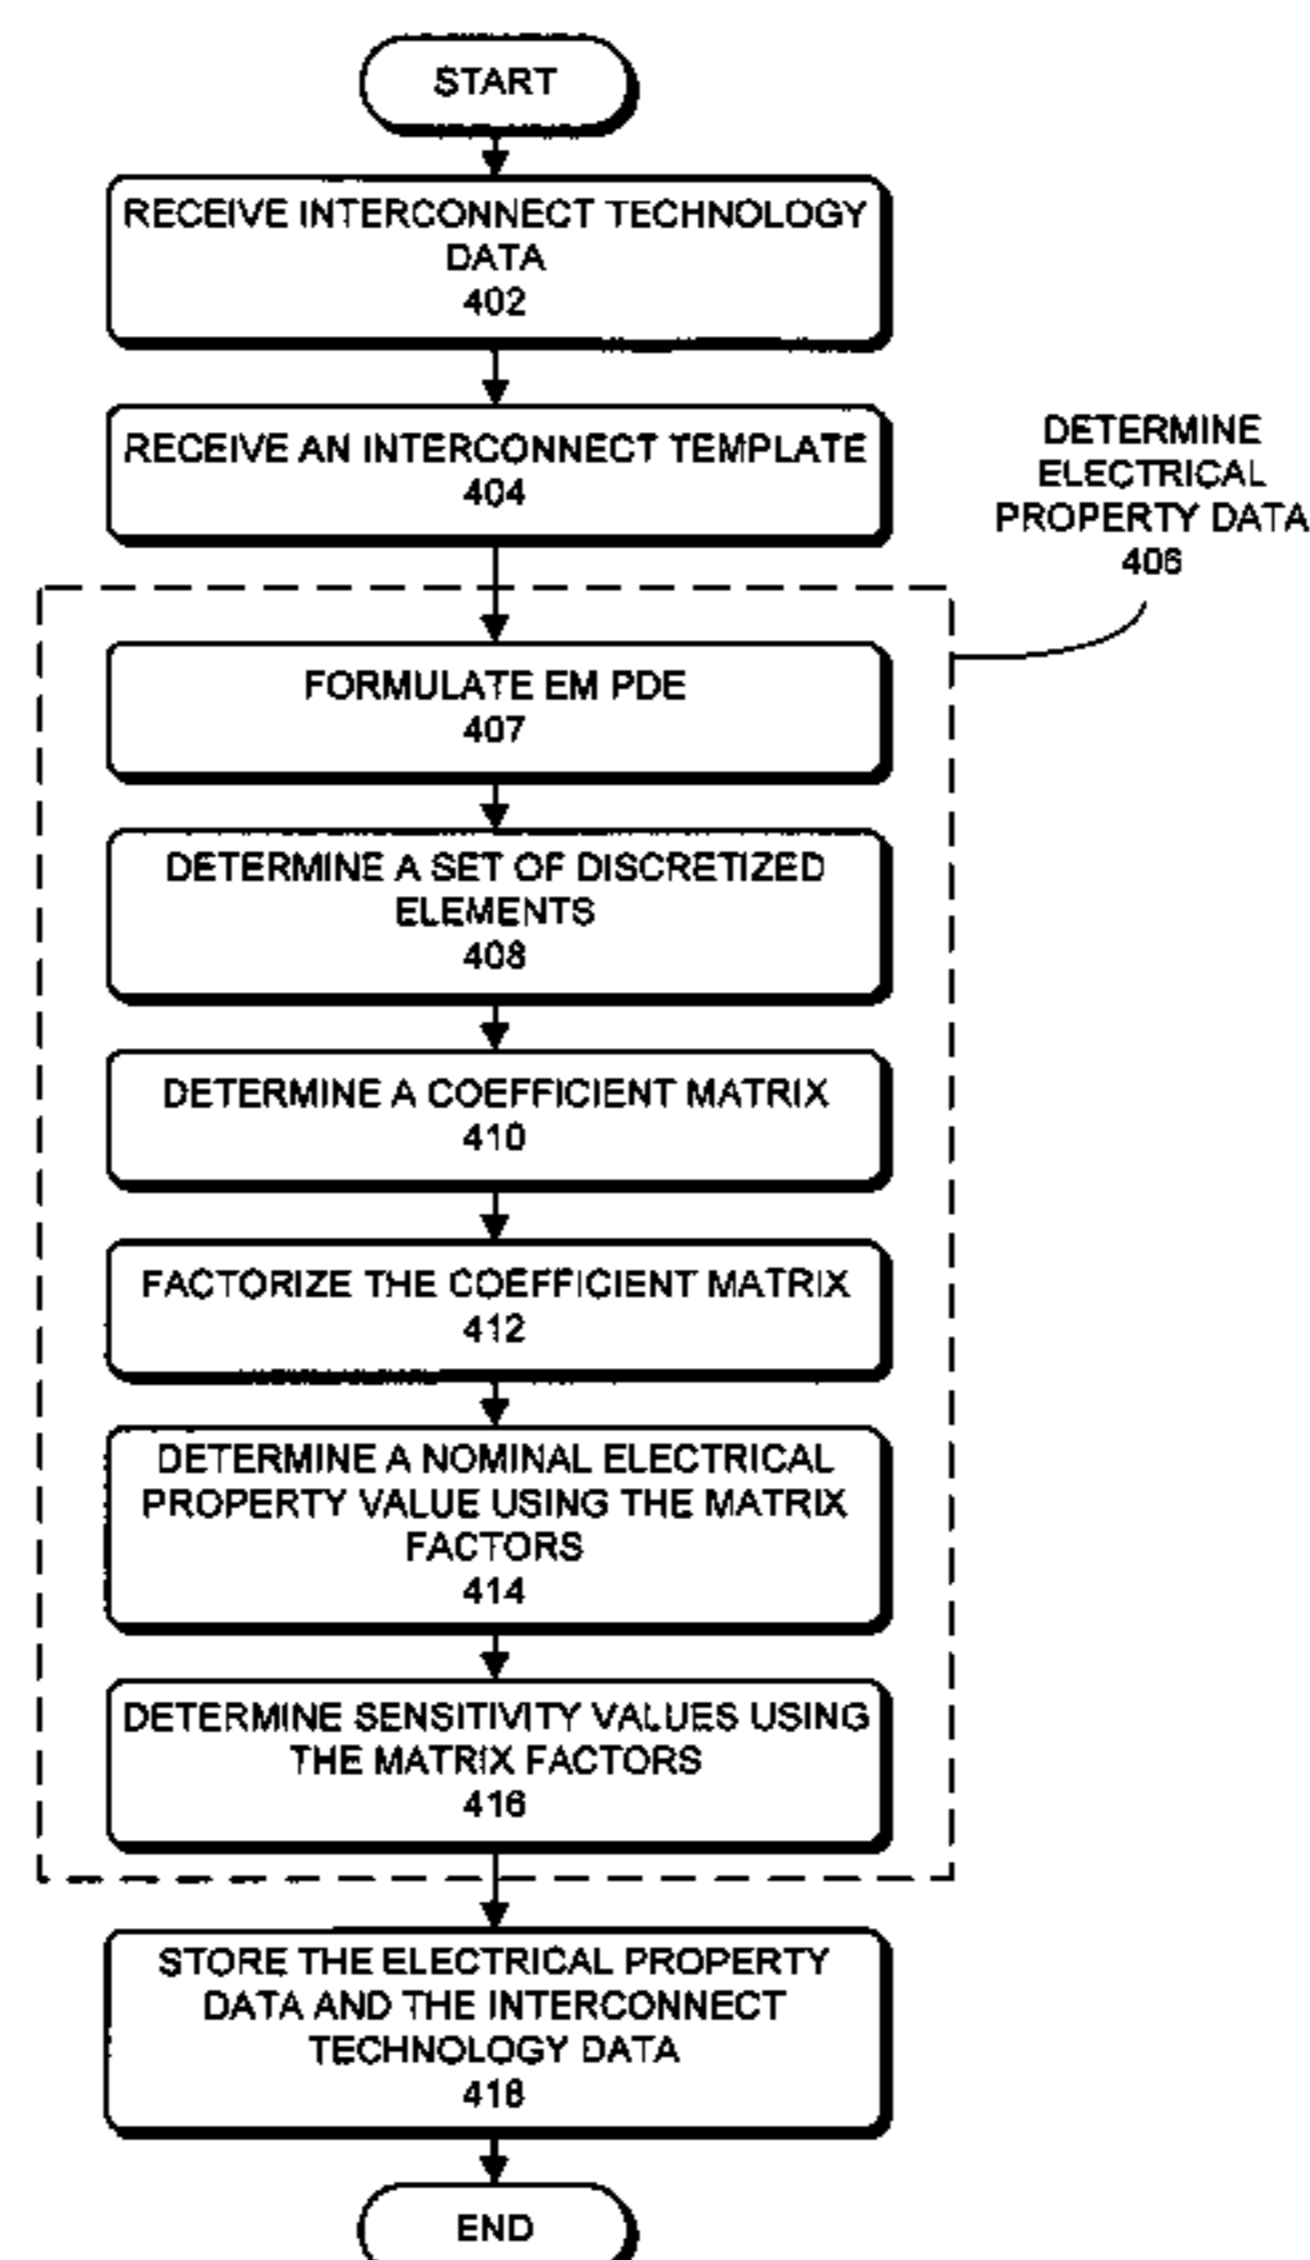 START
RECEIVE INTERCONNECT TECHNOLOGY
DATA
402
RECEIVE AN INTERCONNECT TEMPLATE
404
DETERMINE
ELECTRICAL
PROPERTY DATA
406
FORMULATE EM PDE
407
DETERMINE A SET OF DISCRETIZED
ELEMENTS
408
DETERMINE A COEFFICIENT MATRIX
410
FACTORIZE THE COEFFICIENT MATRIX
412
DETERMINE A NOMINAL ELECTRICAL
PROPERTY VALUE USING THE MATRIX
FACTORS
414
DETERMINE SENSITIVITY VALUES USING
THE MATRIX FACTORS
416
STORE THE ELECTRICAL PROPERTY
DATA AND THE INTERCONNECT
TECHNOLOGY DATA
418
END